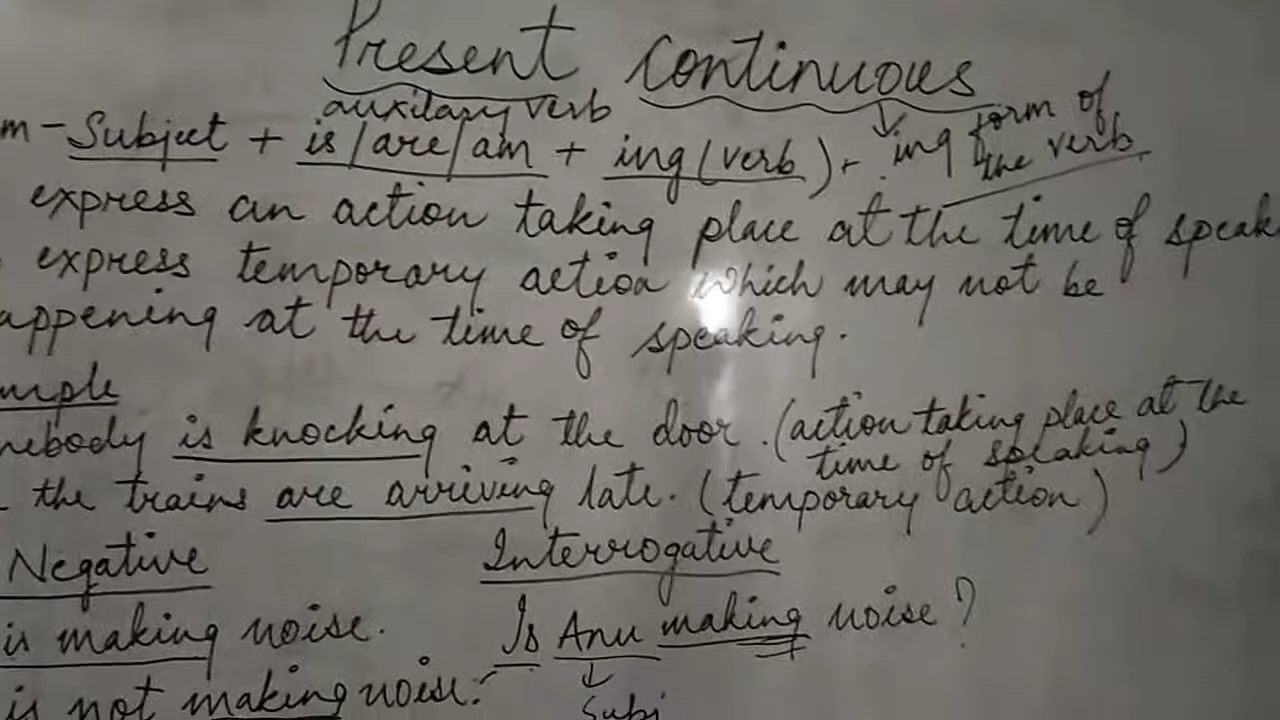 Present Continuous
auxilary verb
m - Subject + is/are/am + ing (verb) - ing form of the verb
express an action taking place at the time of speak
express temporary action which may not be
appening at the time of speaking.
mple
nebody is knocking at the door. (action taking place at the
time of speaking)
the trains are arriving late. (temporary action)
Negative Interrogative
is making noise. Is Anu making noise?
is not making noise.
Subj